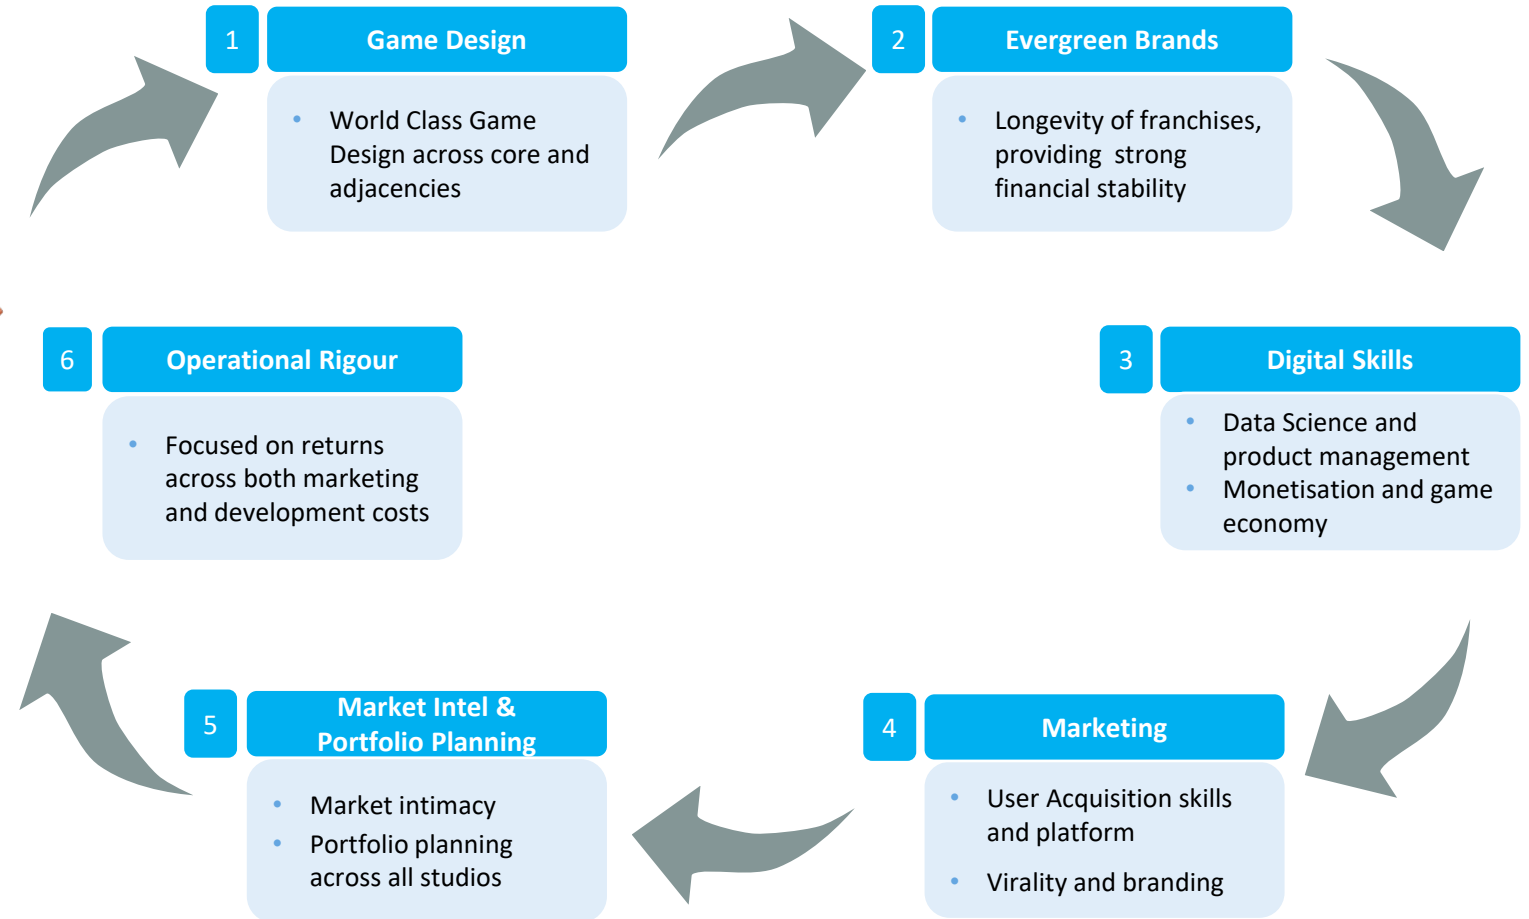 1
Game Design
• World Class Game
Design across core and
adjacencies
2
Evergreen Brands
• Longevity of franchises,
providing strong
financial stability
3
Digital Skills
• Data Science and
product management
• Monetisation and game
economy
4
Marketing
• User Acquisition skills
and platform
• Virality and branding
5
Market Intel &
Portfolio Planning
• Market intimacy
• Portfolio planning
across all studios
6
Operational Rigour
• Focused on returns
across both marketing
and development costs